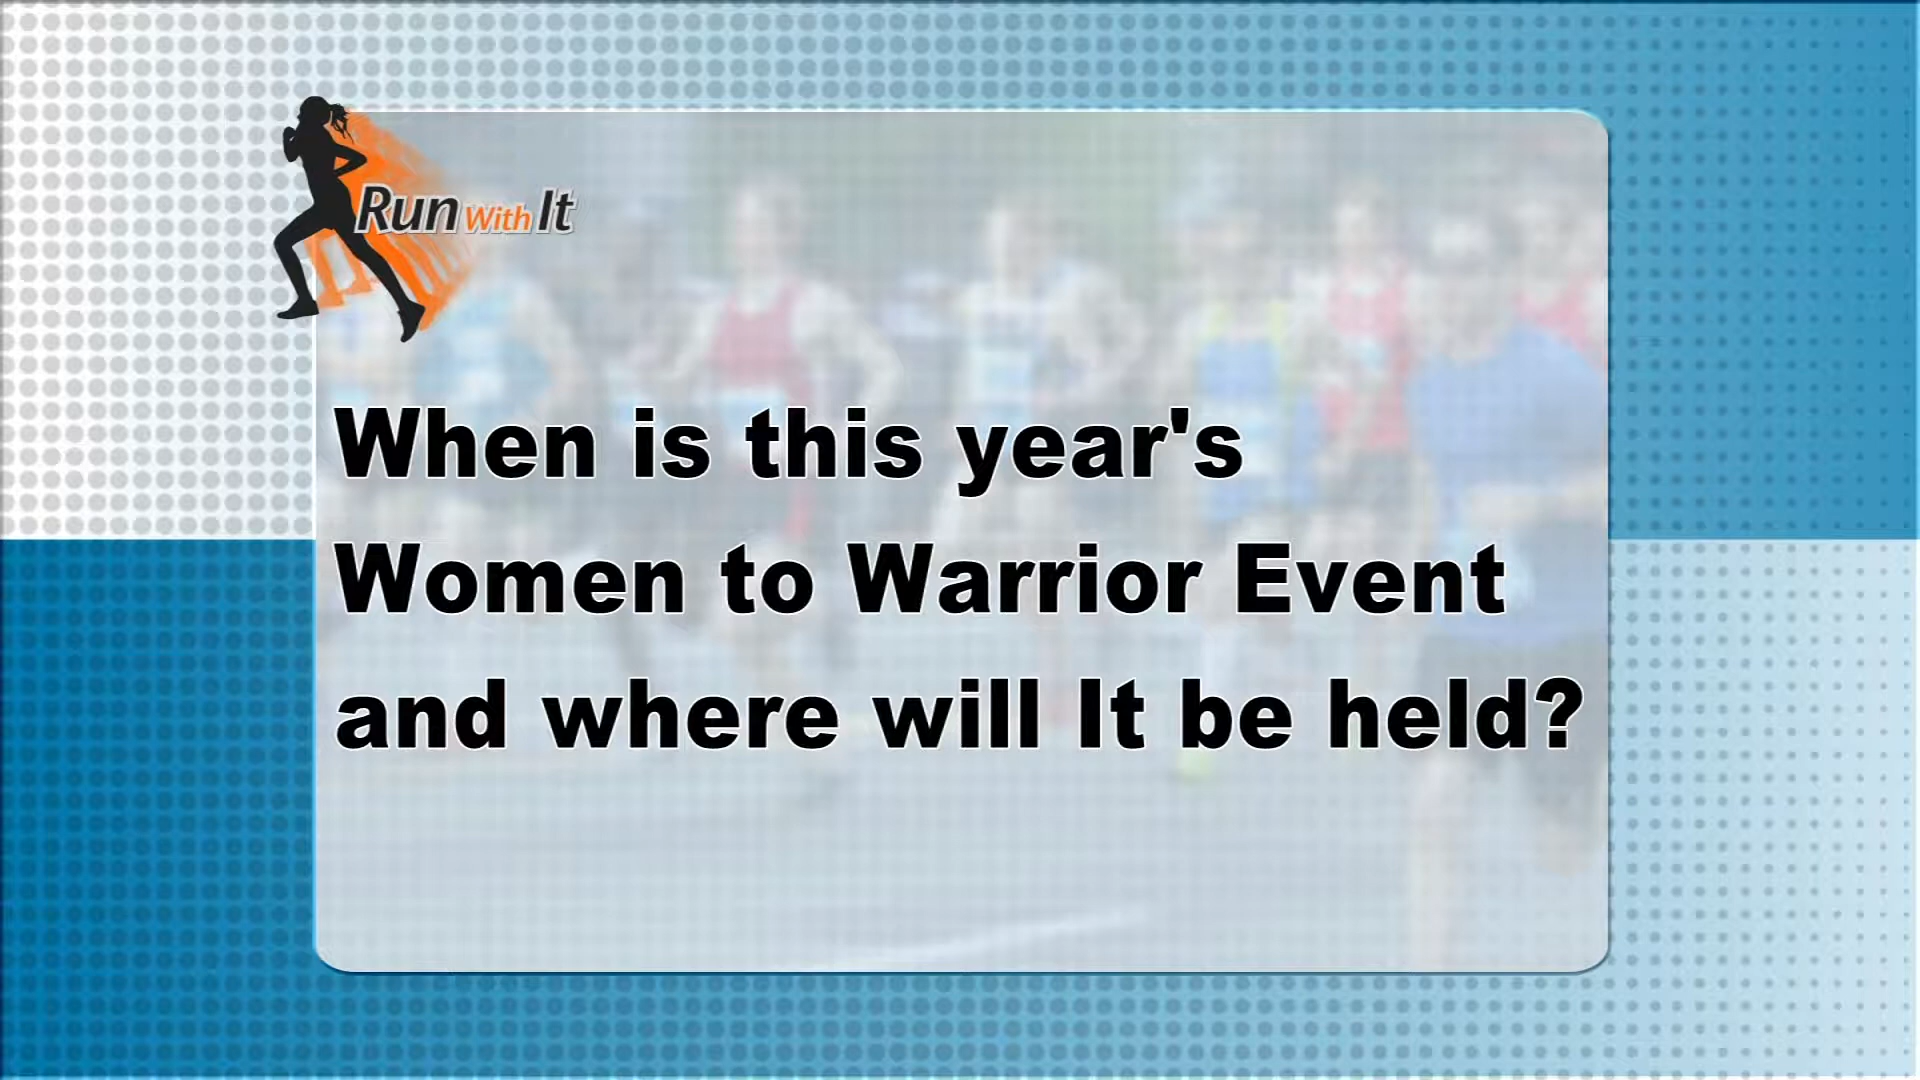 Run With It
When is this year's
Women to Warrior Event
and where will It be held?